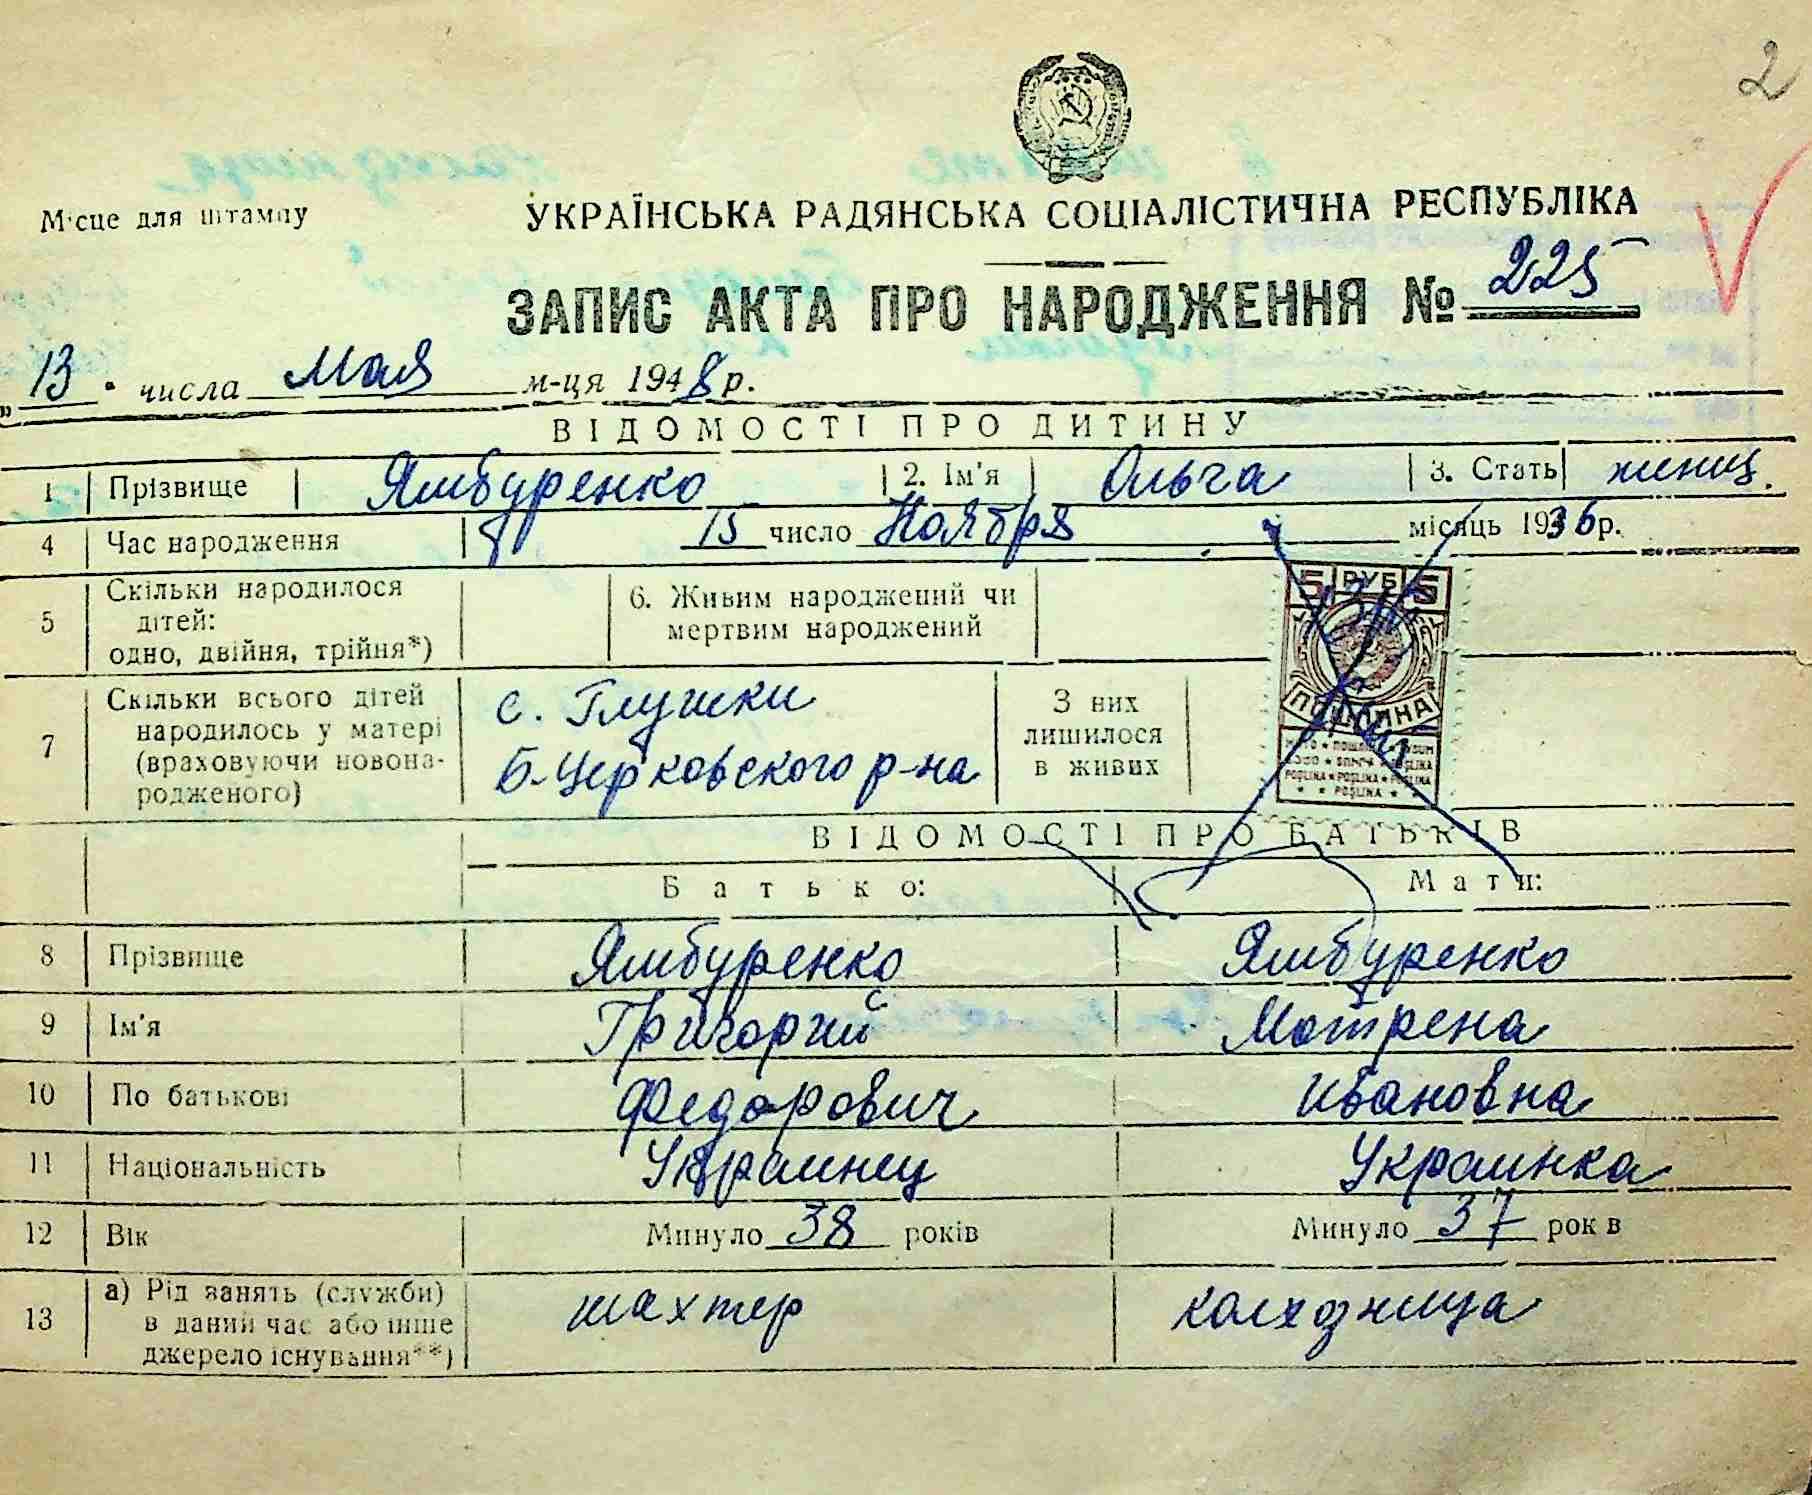 2
Місце для штампу
УКРАЇНСЬКА РАДЯНСЬКА СОЦІАЛІСТИЧНА РЕСПУБЛІКА
ЗАПИС АКТА ПРО НАРОДЖЕННЯ № 225
„13" числа Мая м-ця 1948 р.
ВІДОМОСТІ ПРО ДИТИНУ
1 Прізвище Ямбуренко 2. Ім'я Ольга 3. Стать женщ.
4 Час народження 15 число Ноября місяць 1936 р.
5 Скільки народилося дітей: одно, двійня, трійня*) 6. Живим народжений чи мертвим народжений
5 РУБ 5
ПОШЛИНА
7 Скільки всього дітей народилось у матері (враховуючи новонародженого) с. Глушки Б-Церковского р-на З них лишилося в живих
ВІДОМОСТІ ПРО БАТЬКІВ
Батько: Мати:
8 Прізвище Ямбуренко Ямбуренко
9 Ім'я Григорий Мотрена
10 По батькові Федорович Ивановна
11 Національність Украинец Украинка
12 Вік Минуло 38 років Минуло 37 років
13 а) Рід занять (служби) в даний час або інше джерело існування**) шахтер колхозница